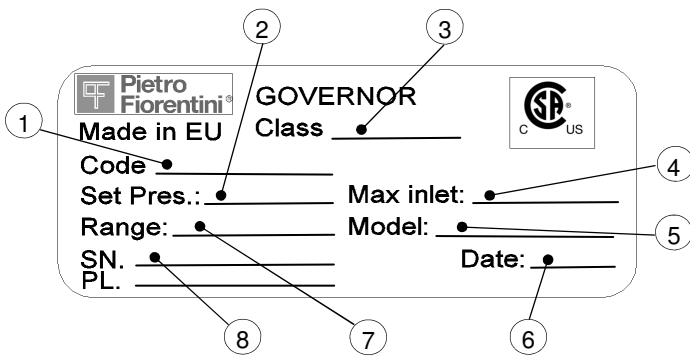 2
3
Pietro
Fiorentini®
GOVERNOR
Made in EU
Class
CSA®
C US
1
Code
4
Set Pres.:
Max inlet:
Range:
Model:
5
SN.
Date:
PL.
8
7
6